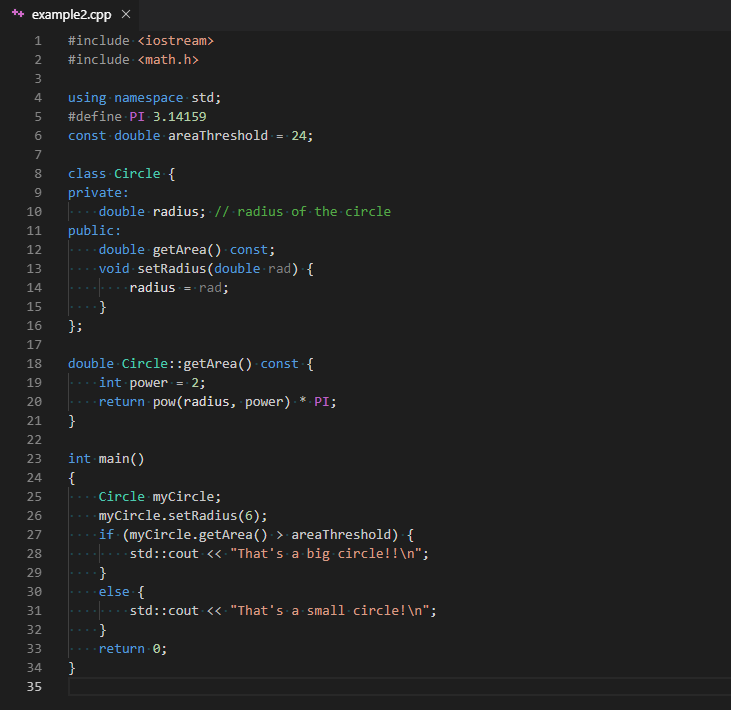 example2.cpp
1 #include <iostream>
2 #include <math.h>
3
4 using namespace std;
5 #define PI 3.14159
6 const double areaThreshold = 24;
7
8 class Circle {
9 private:
10     double radius; // radius of the circle
11 public:
12     double getArea() const;
13     void setRadius(double rad) {
14         radius = rad;
15     }
16 };
17
18 double Circle::getArea() const {
19     int power = 2;
20     return pow(radius, power) * PI;
21 }
22
23 int main()
24 {
25     Circle myCircle;
26     myCircle.setRadius(6);
27     if (myCircle.getArea() > areaThreshold) {
28         std::cout << "That's a big circle!!\n";
29     }
30     else {
31         std::cout << "That's a small circle!\n";
32     }
33     return 0;
34 }
35